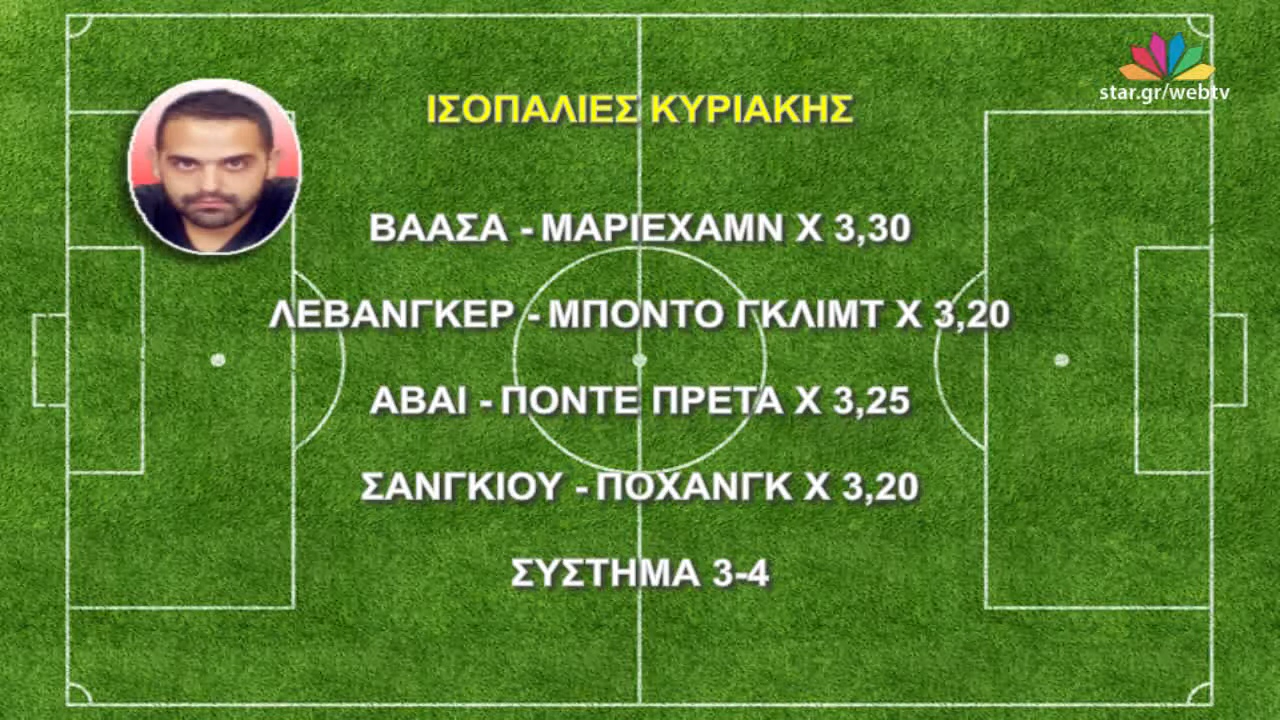 star.gr/webtv
ΙΣΟΠΑΛΙΕΣ ΚΥΡΙΑΚΗΣ
ΒΑΑΣΑ - ΜΑΡΙΕΧΑΜΝ Χ 3,30
ΛΕΒΑΝΓΚΕΡ - ΜΠΟΝΤΟ ΓΚΛΙΜΤ Χ 3,20
ΑΒΑΙ - ΠΟΝΤΕ ΠΡΕΤΑ Χ 3,25
ΣΑΝΓΚΙΟΥ - ΠΟΧΑΝΓΚ Χ 3,20
ΣΥΣΤΗΜΑ 3-4